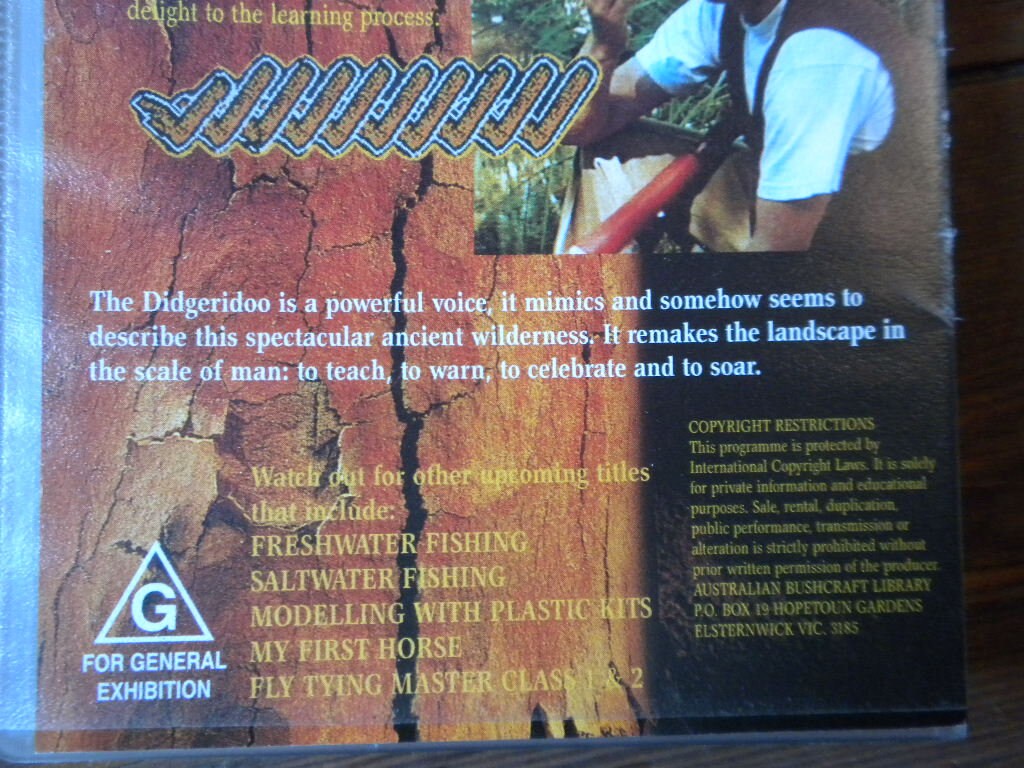 delight to the learning process.
The Didgeridoo is a powerful voice, it mimics and somehow seems to
describe this spectacular ancient wilderness. It remakes the landscape in
the scale of man: to teach, to warn, to celebrate and to soar.
Watch out for other upcoming titles
that include:
FRESHWATER FISHING
SALTWATER FISHING
MODELLING WITH PLASTIC KITS
MY FIRST HORSE
FLY TYING MASTER CLASS 1 & 2
G
FOR GENERAL
EXHIBITION
COPYRIGHT RESTRICTIONS
This programme is protected by
International Copyright Laws. It is solely
for private information and educational
purposes. Sale, rental, duplication,
public performance, transmission or
alteration is strictly prohibited without
prior written permission of the producer.
AUSTRALIAN BUSHCRAFT LIBRARY
P.O. BOX 19 HOPETOUN GARDENS
ELSTERNWICK VIC. 3185